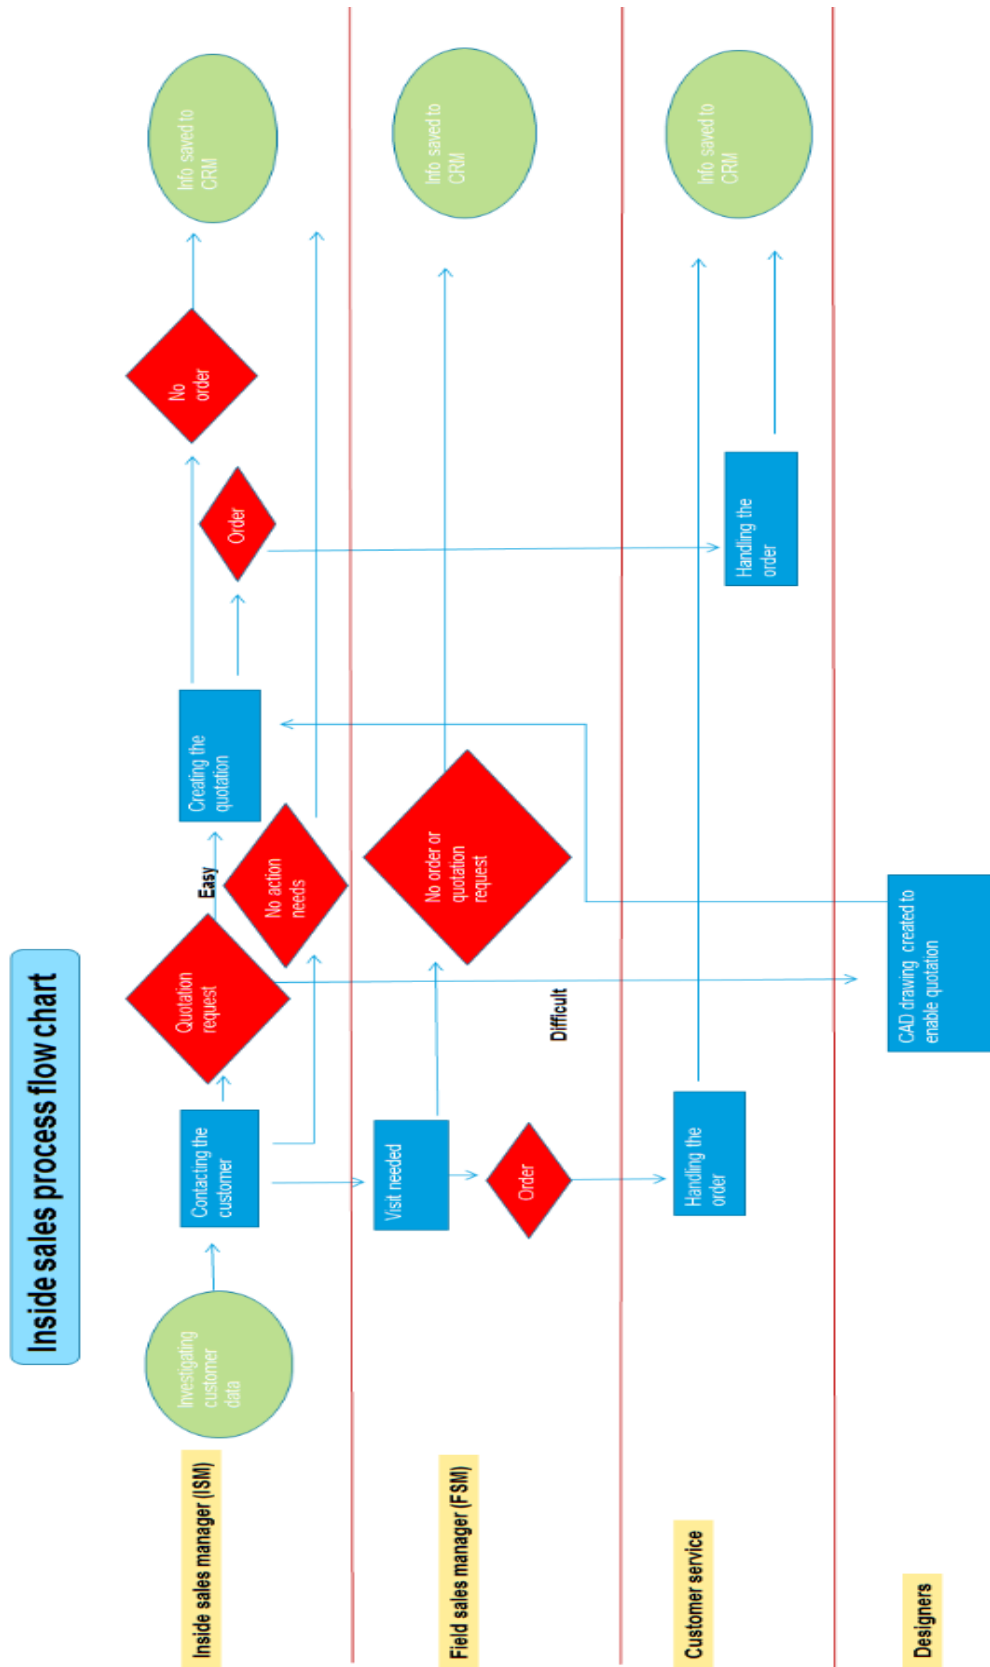 Inside sales process flow chart
Inside sales manager (ISM)
Investigating
customer
data
Contacting the
customer
Quotation
request
Easy
No action
needs
Creating the
quotation
Order
No
order
Info saved to
CRM
Field sales manager (FSM)
Visit needed
Order
No order or
quotation
request
Info saved to
CRM
Difficult
Customer service
Handling the
order
Handling the
order
Info saved to
CRM
Designers
CAD drawing created to
enable quotation